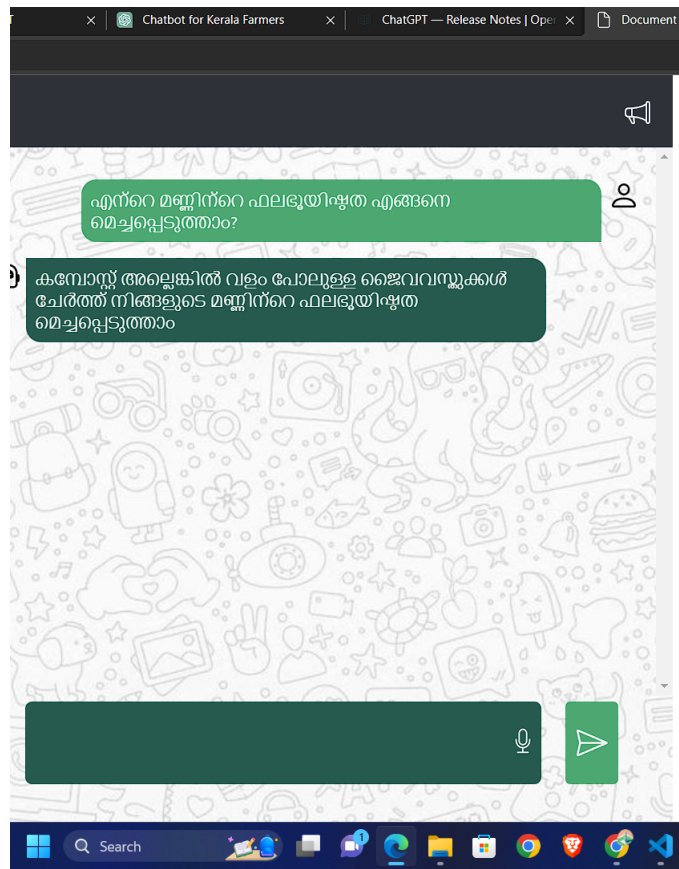 Chatbot for Kerala Farmers
ChatGPT — Release Notes | Ope
Document
എന്റെ മണ്ണിന്റെ ഫലഭൂയിഷ്ഠത എങ്ങനെ
മെച്ചപ്പെടുത്താം?
കമ്പോസ്റ്റ് അല്ലെങ്കിൽ വളം പോലുള്ള ജൈവവസ്തുക്കൾ
ചേർത്ത് നിങ്ങളുടെ മണ്ണിന്റെ ഫലഭൂയിഷ്ഠത
മെച്ചപ്പെടുത്താം
Search
1